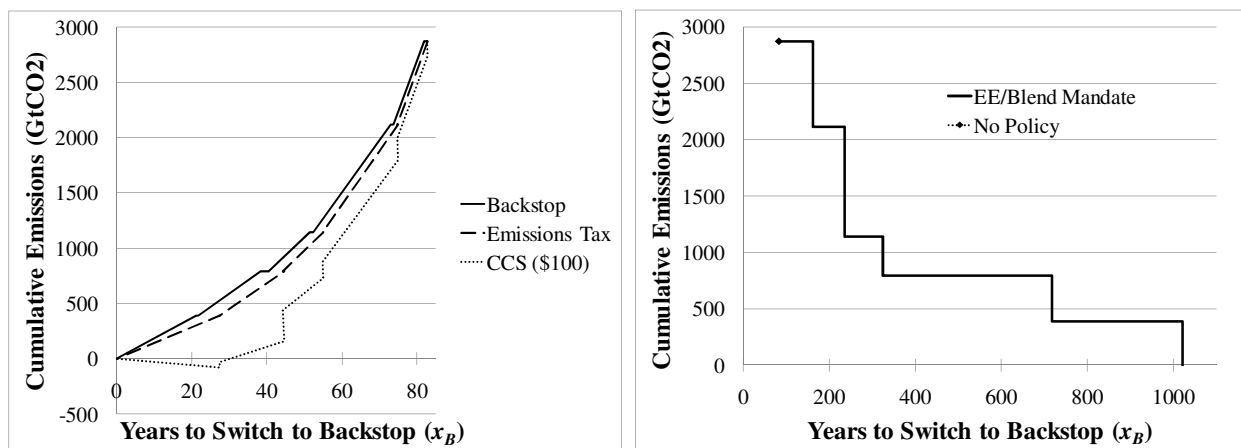 Cumulative Emissions (GtCO2)
3000
2500
2000
1500
1000
500
0
-500
0
20
40
60
80
Years to Switch to Backstop (xB)
Backstop
Emissions Tax
CCS ($100)
Cumulative Emissions (GtCO2)
3000
2500
2000
1500
1000
500
0
0
200
400
600
800
1000
Years to Switch to Backstop (xB)
EE/Blend Mandate
No Policy